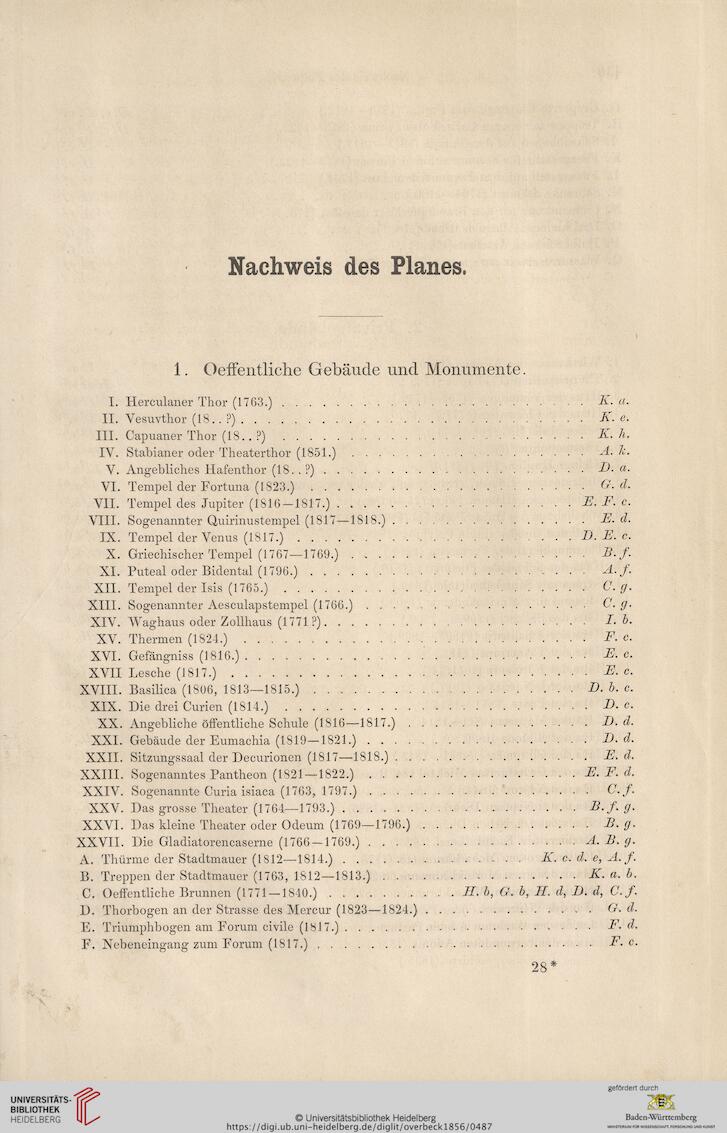 Nachweis des Planes.
1. Oeffentliche Gebäude und Monumente.
I. Herculaner Thor (1763.) . . . . . . . . . . . . . . . . . . . . . . . K. a.
II. Vesuvthor (18..?) . . . . . . . . . . . . . . . . . . . . . . . . . . K. e.
III. Capuaner Thor (18..?) . . . . . . . . . . . . . . . . . . . . . . . K. h.
IV. Stabianer oder Theaterthor (1851.) . . . . . . . . . . . . . . . . . . A. k.
V. Angebliches Hafenthor (18..?) . . . . . . . . . . . . . . . . . . . . . D. a.
VI. Tempel der Fortuna (1823.) . . . . . . . . . . . . . . . . . . . . . G. d.
VII. Tempel des Jupiter (1816—1817.) . . . . . . . . . . . . . . . . . . E. F. c.
VIII. Sogenannter Quirinustempel (1817—1818.) . . . . . . . . . . . . . . . E. d.
IX. Tempel der Venus (1817.) . . . . . . . . . . . . . . . . . . . . . D. E. c.
X. Griechischer Tempel (1767—1769.) . . . . . . . . . . . . . . . . . . B. f.
XI. Puteal oder Bidental (1796.) . . . . . . . . . . . . . . . . . . . . . A. f.
XII. Tempel der Isis (1765.) . . . . . . . . . . . . . . . . . . . . . . . C. g.
XIII. Sogenannter Aesculapstempel (1766.) . . . . . . . . . . . . . . . . . C. g.
XIV. Waghaus oder Zollhaus (1771?) . . . . . . . . . . . . . . . . . . . . I. b.
XV. Thermen (1824.) . . . . . . . . . . . . . . . . . . . . . . . . . . F. c.
XVI. Gefängniss (1816.) . . . . . . . . . . . . . . . . . . . . . . . . . . E. c.
XVII Lesche (1817.) . . . . . . . . . . . . . . . . . . . . . . . . . . . E. c.
XVIII. Basilica (1806, 1813—1815.) . . . . . . . . . . . . . . . . . . . . D. b. c.
XIX. Die drei Curien (1814.) . . . . . . . . . . . . . . . . . . . . . . . D. c.
XX. Angebliche öffentliche Schule (1816—1817.) . . . . . . . . . . . . . . D. d.
XXI. Gebäude der Eumachia (1819—1821.) . . . . . . . . . . . . . . . . . D. d.
XXII. Sitzungssaal der Decurionen (1817—1818.) . . . . . . . . . . . . . . . E. d.
XXIII. Sogenanntes Pantheon (1821—1822.) . . . . . . . . . . . . . . . . E. F. d.
XXIV. Sogenannte Curia isiaca (1763, 1797.) . . . . . . . . . . . . . . . . . C. f.
XXV. Das grosse Theater (1764—1793.) . . . . . . . . . . . . . . . . . . B. f. g.
XXVI. Das kleine Theater oder Odeum (1769—1796.) . . . . . . . . . . . . . B. g.
XXVII. Die Gladiatorencaserne (1766—1769.) . . . . . . . . . . . . . . . . A. B. g.
A. Thürme der Stadtmauer (1812—1814.) . . . . . . . . . . . . . . K. c. d. e, A. f.
B. Treppen der Stadtmauer (1763, 1812—1813.) . . . . . . . . . . . . . . . K. a. b.
C. Oeffentliche Brunnen (1771—1840.) . . . . . . . . . . H. b, G. b, H. d, D. d, C. f.
D. Thorbogen an der Strasse des Mercur (1823—1824.) . . . . . . . . . . . . . G. d.
E. Triumphbogen am Forum civile (1817.) . . . . . . . . . . . . . . . . . . F. d.
F. Nebeneingang zum Forum (1817.) . . . . . . . . . . . . . . . . . . . . F. c.
28*
UNIVERSITÄTS-
BIBLIOTHEK
HEIDELBERG
© Universitätsbibliothek Heidelberg
https://digi.ub.uni-heidelberg.de/diglit/overbeck1856/0487
gefördert durch
Baden-Württemberg
MINISTERIUM FÜR WISSENSCHAFT, FORSCHUNG UND KUNST